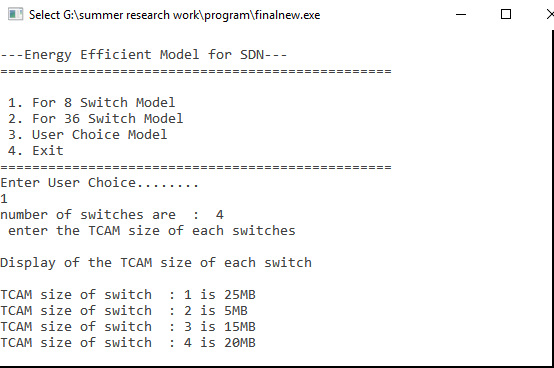 Select G:\summer research work\program\finalnew.exe
---Energy Efficient Model for SDN---
=================================================
1. For 8 Switch Model
2. For 36 Switch Model
3. User Choice Model
4. Exit
=================================================
Enter User Choice........
1
number of switches are  :  4
enter the TCAM size of each switches
Display of the TCAM size of each switch
TCAM size of switch  : 1 is 25MB
TCAM size of switch  : 2 is 5MB
TCAM size of switch  : 3 is 15MB
TCAM size of switch  : 4 is 20MB